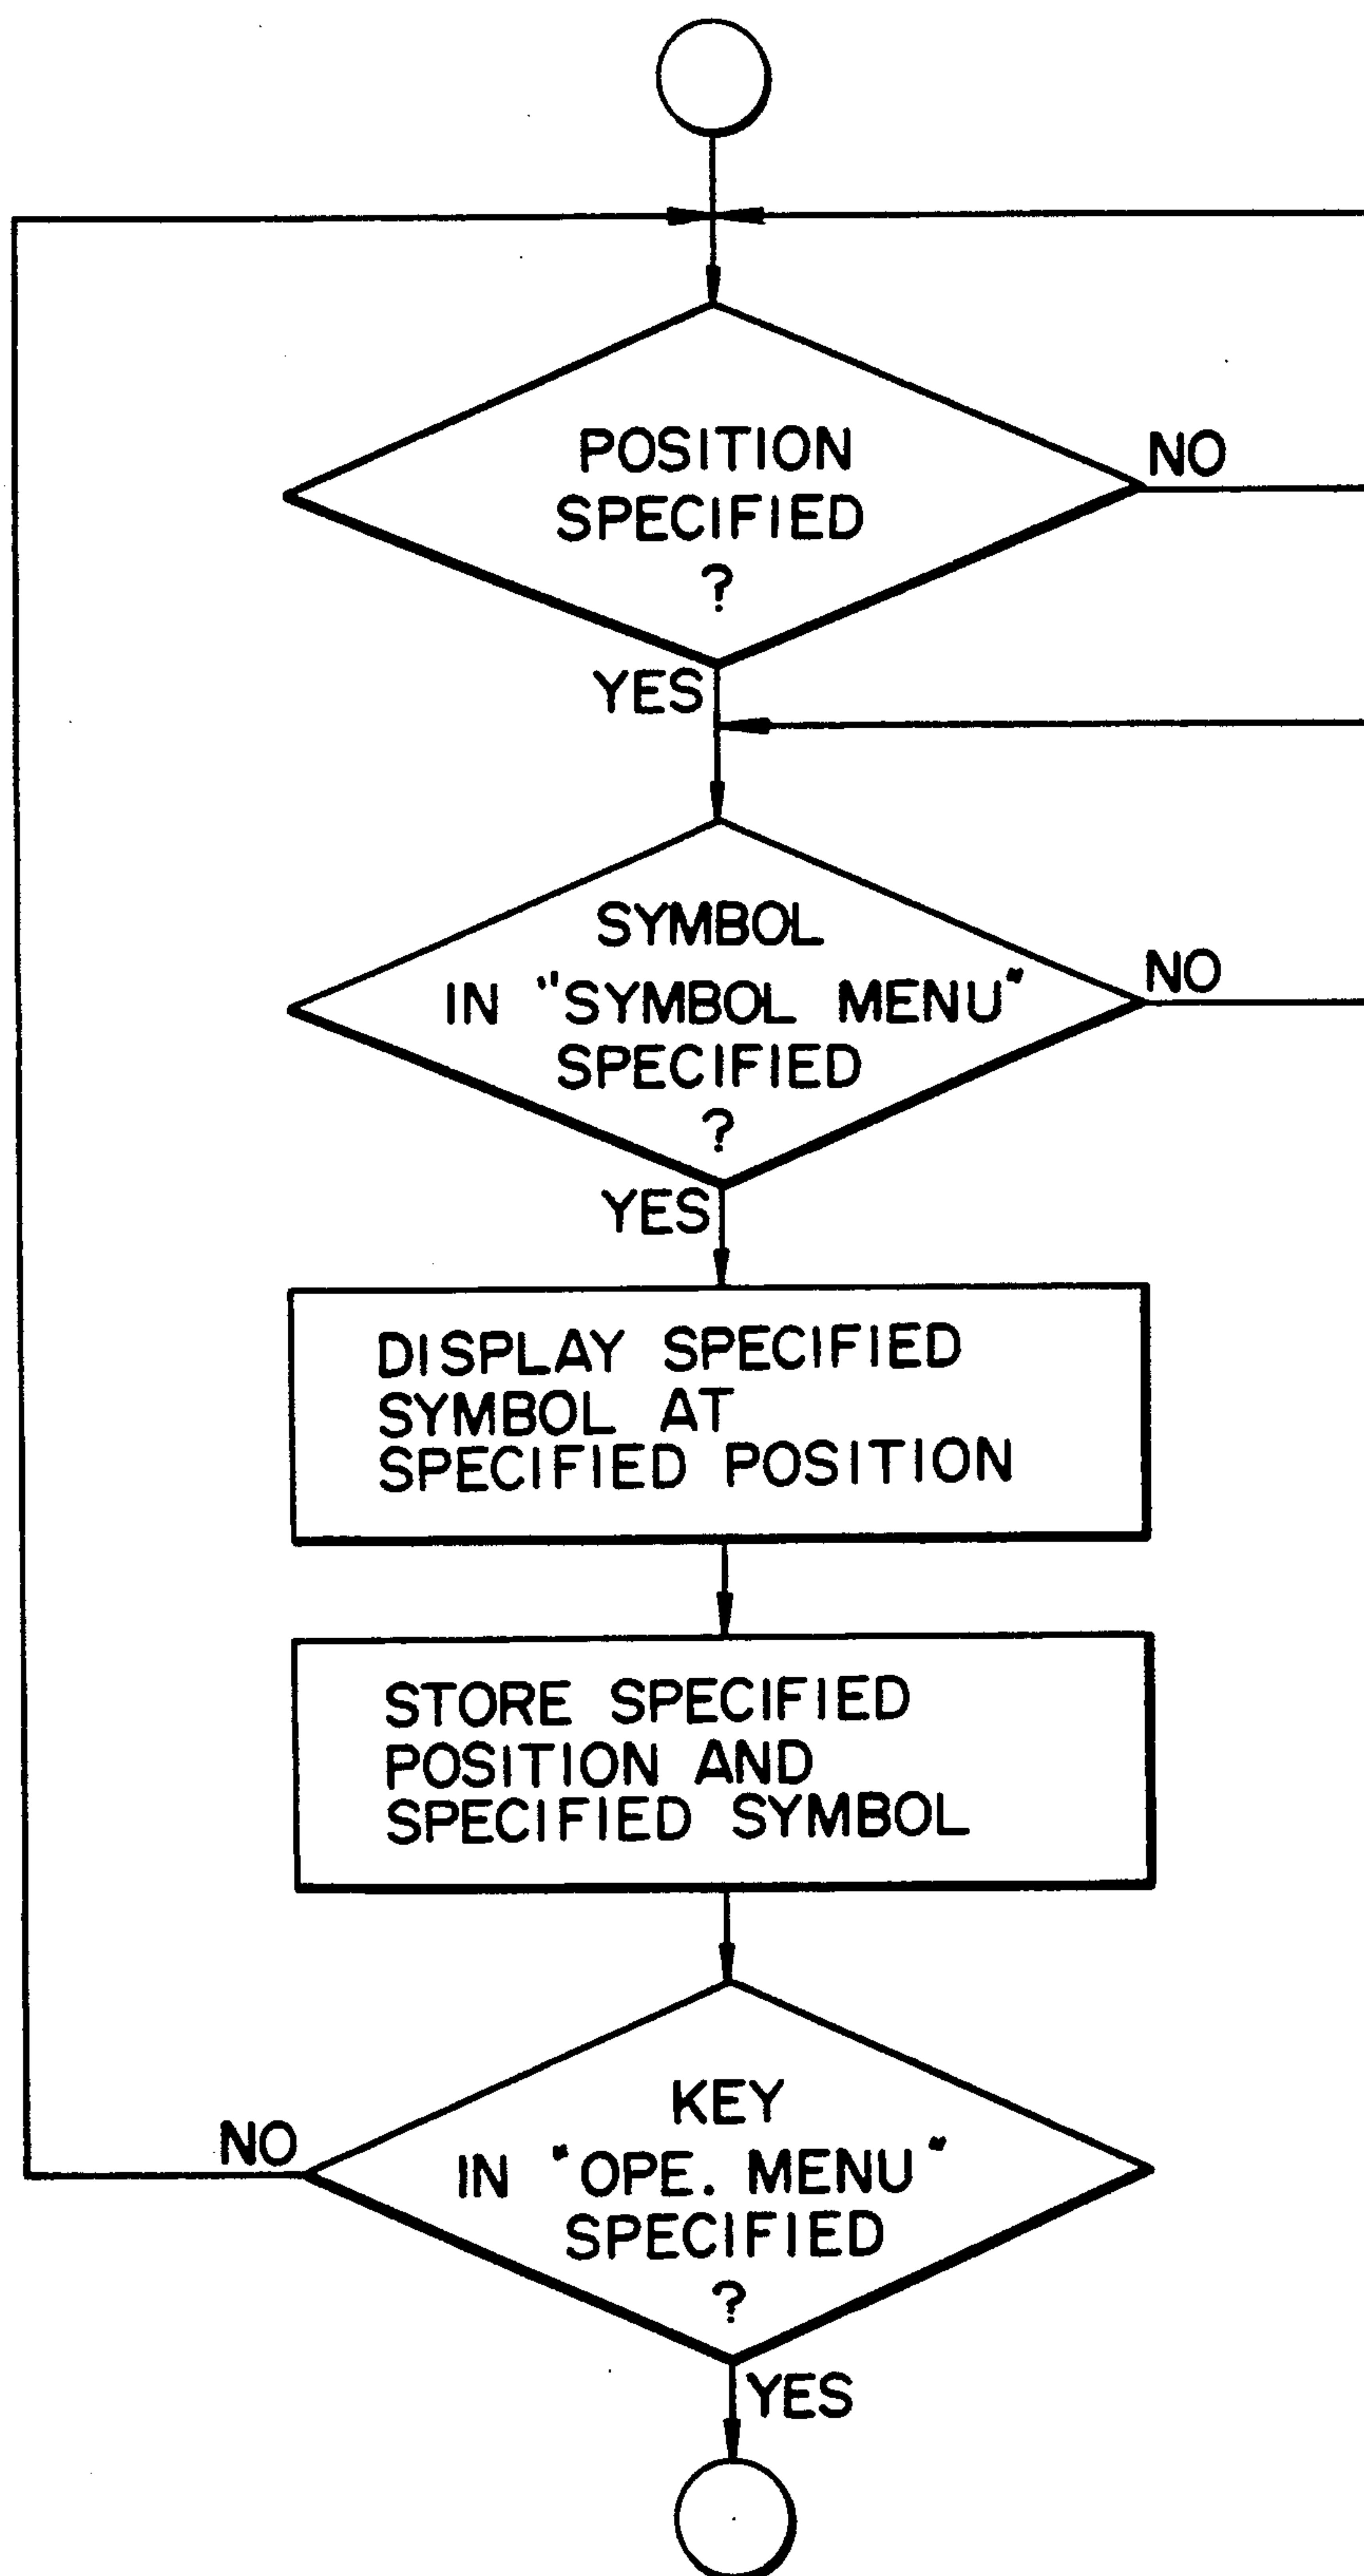 POSITION
SPECIFIED
?
NO
YES
SYMBOL
IN "SYMBOL MENU"
SPECIFIED
?
NO
YES
DISPLAY SPECIFIED
SYMBOL AT
SPECIFIED POSITION
STORE SPECIFIED
POSITION AND
SPECIFIED SYMBOL
KEY
IN "OPE. MENU"
SPECIFIED
?
NO
YES